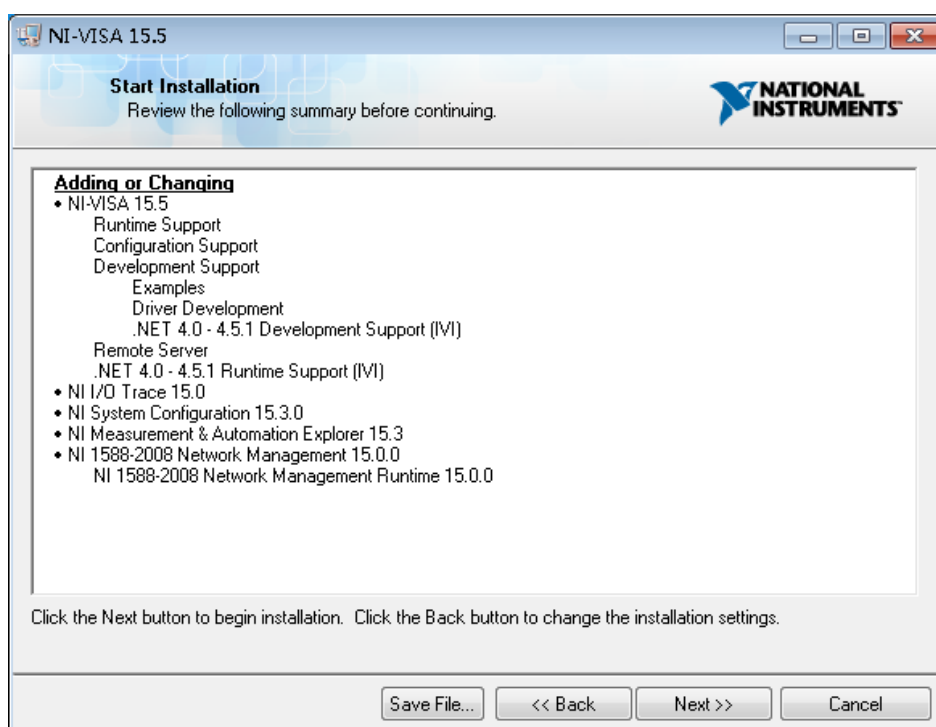 NI-VISA 15.5
Start Installation
Review the following summary before continuing.
NATIONAL
INSTRUMENTS™
Adding or Changing
• NI-VISA 15.5
Runtime Support
Configuration Support
Development Support
Examples
Driver Development
.NET 4.0 - 4.5.1 Development Support (IVI)
Remote Server
.NET 4.0 - 4.5.1 Runtime Support (IVI)
• NI I/O Trace 15.0
• NI System Configuration 15.3.0
• NI Measurement & Automation Explorer 15.3
• NI 1588-2008 Network Management 15.0.0
NI 1588-2008 Network Management Runtime 15.0.0
Click the Next button to begin installation. Click the Back button to change the installation settings.
Save File... << Back Next >> Cancel